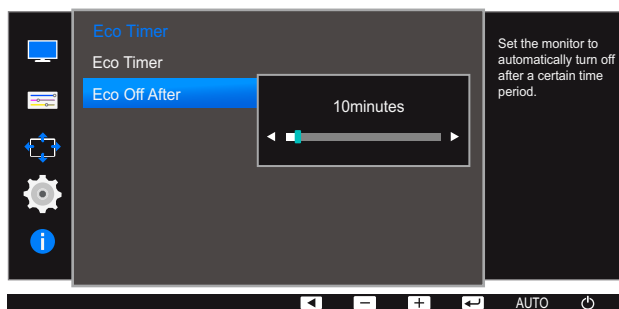 Eco Timer
Eco Timer
Eco Off After
10minutes
Set the monitor to
automatically turn off
after a certain time
period.
AUTO